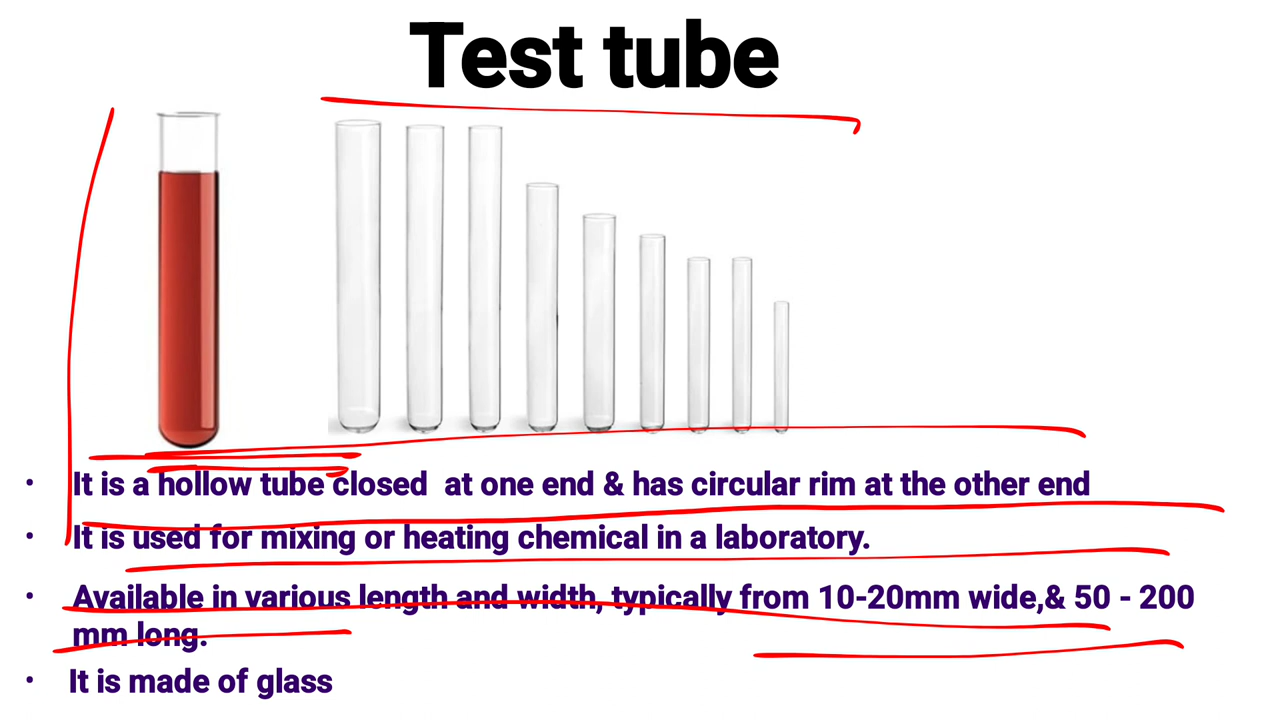 Test tube
• It is a hollow tube closed at one end & has circular rim at the other end
• It is used for mixing or heating chemical in a laboratory.
• Available in various length and width, typically from 10-20mm wide,& 50 - 200
mm long.
• It is made of glass